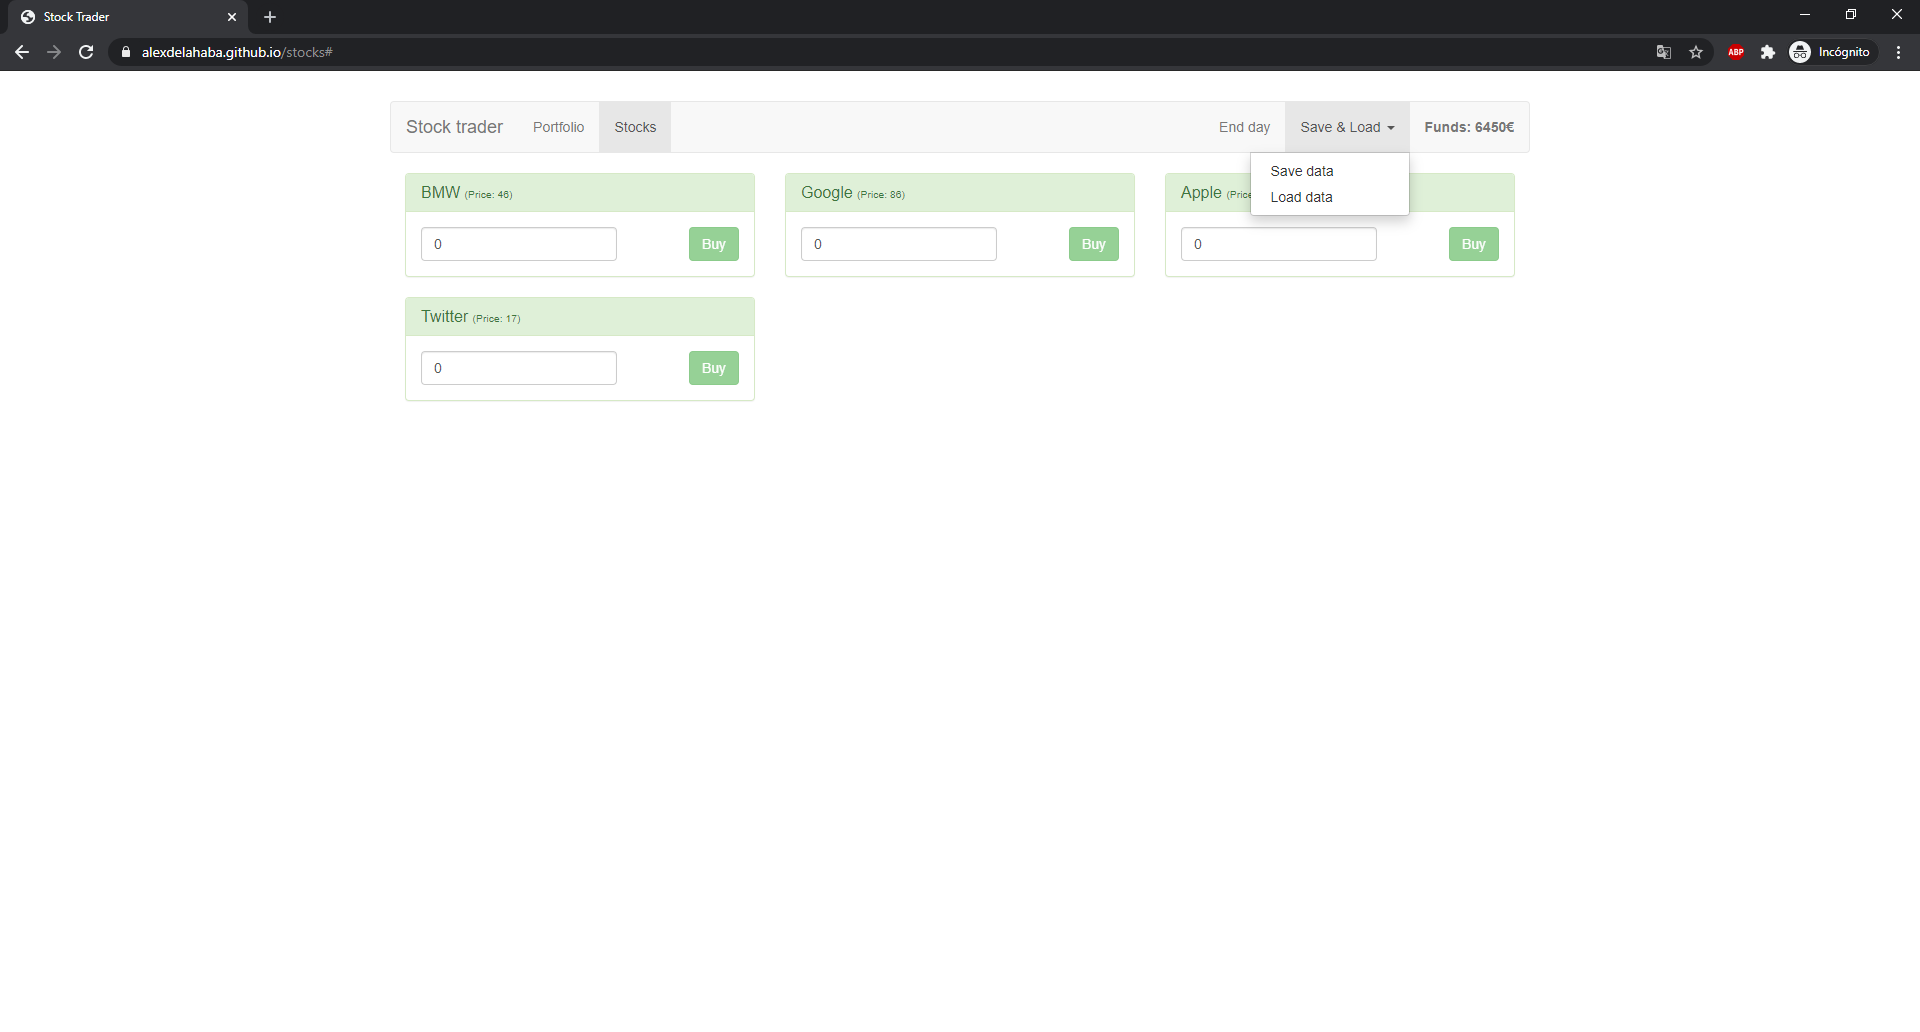 Stock Trader
alexdelahaba.github.io/stocks#
ABP
Incógnito
Stock trader
Portfolio
Stocks
End day
Save & Load
Funds: 6450€
Save data
Load data
BMW (Price: 46)
0
Buy
Google (Price: 86)
0
Buy
Apple (Price
0
Buy
Twitter (Price: 17)
0
Buy